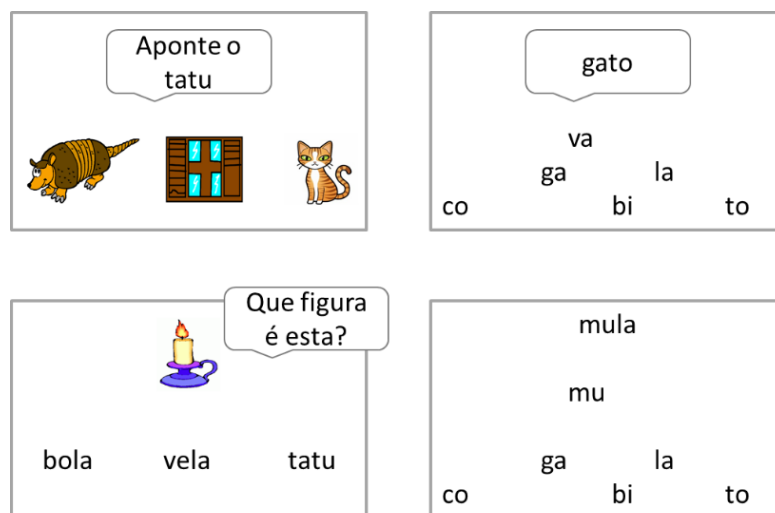 Aponte o
tatu
gato
va
ga la
co bi to
Que figura
é esta?
bola vela tatu
mula
mu
ga la
co bi to